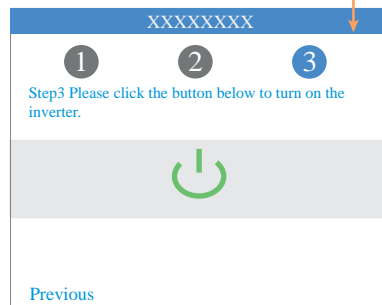 XXXXXXXX
1 2 3
Step3 Please click the button below to turn on the
inverter.
Previous